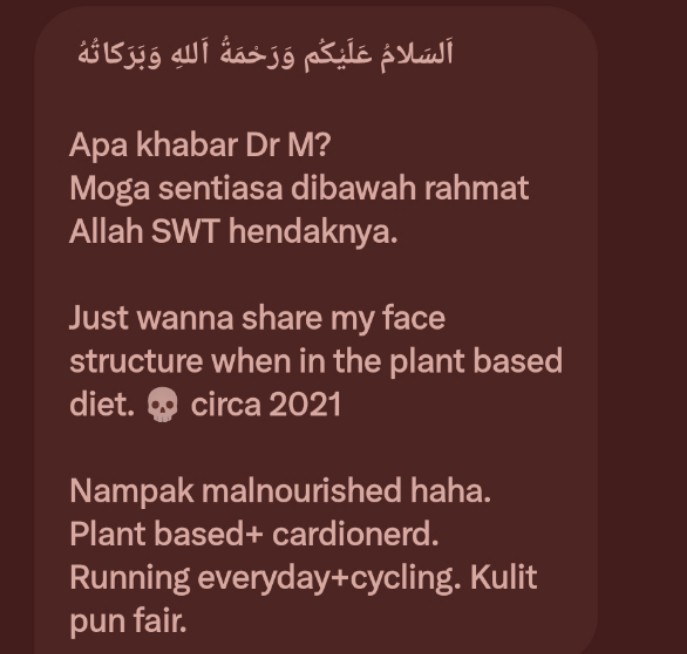 اَلسَلامُ عَلَيْكُم وَرَحْمَةُ اَللهِ وَبَرَكاتُهُ
Apa khabar Dr M?
Moga sentiasa dibawah rahmat
Allah SWT hendaknya.
Just wanna share my face
structure when in the plant based
diet. 💀 circa 2021
Nampak malnourished haha.
Plant based+ cardionerd.
Running everyday+cycling. Kulit
pun fair.